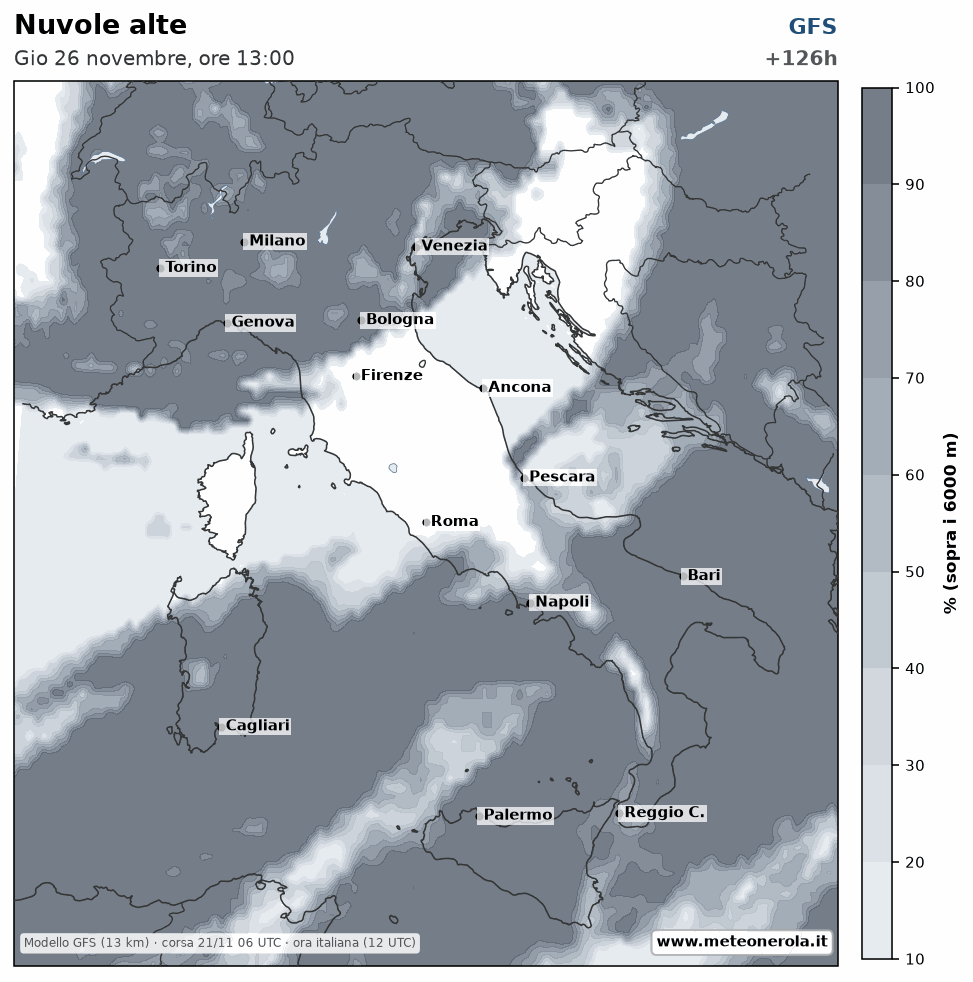 Nuvole alte
GFS
Gio 26 novembre, ore 13:00
+126h
100
90
80
70
60
50
40
30
20
10
% (sopra i 6000 m)
Milano
Venezia
Torino
Genova
Bologna
Firenze
Ancona
Pescara
Roma
Bari
Napoli
Cagliari
Palermo
Reggio C.
Modello GFS (13 km) · corsa 21/11 06 UTC · ora italiana (12 UTC)
www.meteonerola.it